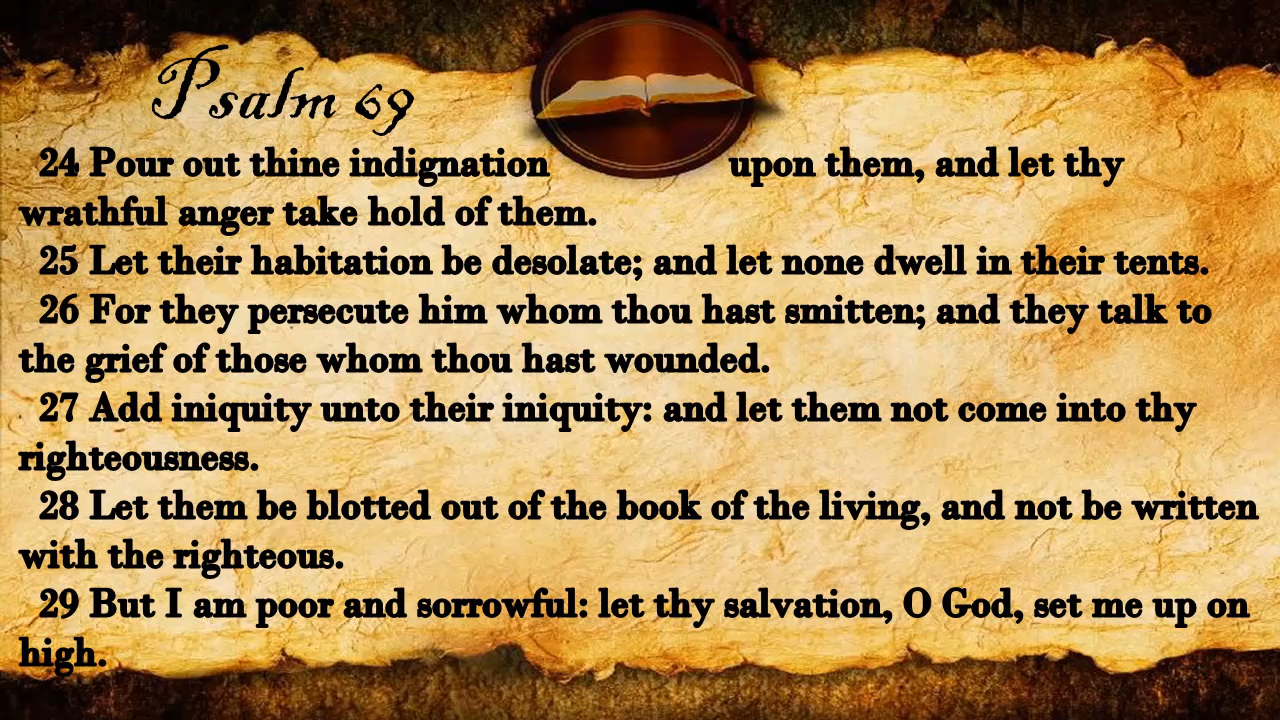 Psalm 69
24 Pour out thine indignation upon them, and let thy
wrathful anger take hold of them.
25 Let their habitation be desolate; and let none dwell in their tents.
26 For they persecute him whom thou hast smitten; and they talk to
the grief of those whom thou hast wounded.
27 Add iniquity unto their iniquity: and let them not come into thy
righteousness.
28 Let them be blotted out of the book of the living, and not be written
with the righteous.
29 But I am poor and sorrowful: let thy salvation, O God, set me up on
high.